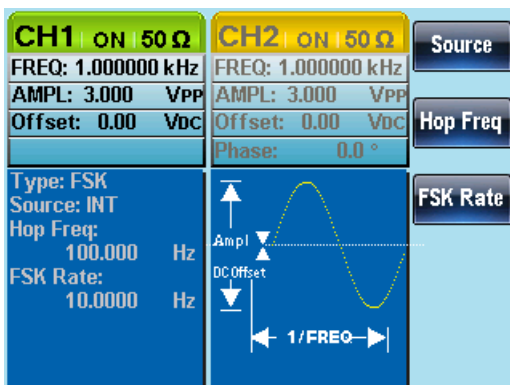 CH1 ON 50 Ω
FREQ: 1.000000 kHz
AMPL: 3.000 VPP
Offset: 0.00 VDC
CH2 ON 50 Ω
FREQ: 1.000000 kHz
AMPL: 3.000 VPP
Offset: 0.00 VDC
Phase: 0.0 °
Source
Hop Freq
FSK Rate
Type: FSK
Source: INT
Hop Freq:
100.000 Hz
FSK Rate:
10.0000 Hz
Ampl
DC Offset
1/FREQ